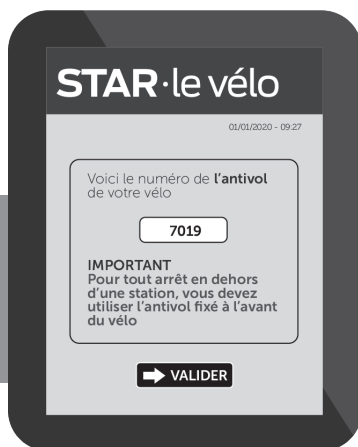 STAR·le vélo
01/01/2020 - 09:27
Voici le numéro de l'antivol
de votre vélo
7019
IMPORTANT
Pour tout arrêt en dehors
d'une station, vous devez
utiliser l'antivol fixé à l'avant
du vélo
VALIDER